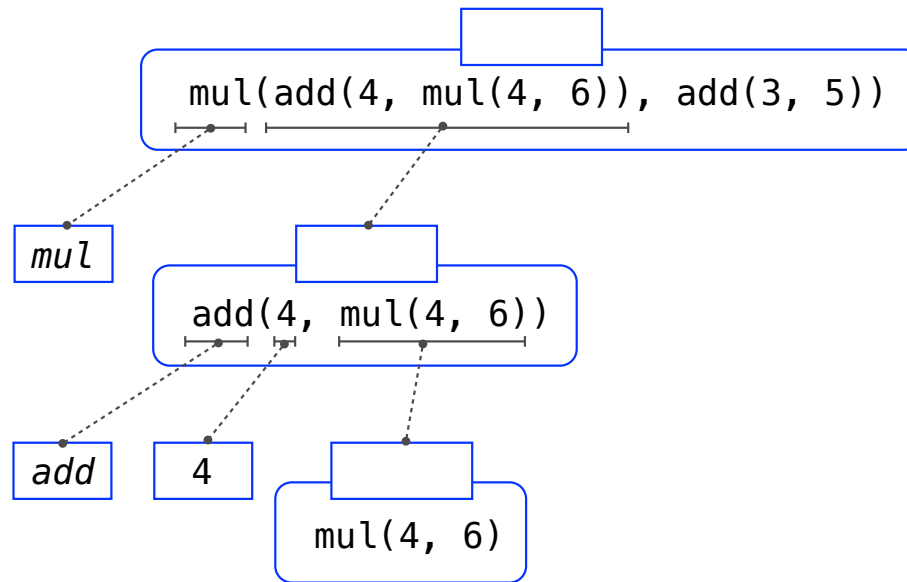 mul(add(4, mul(4, 6)), add(3, 5))
mul
add(4, mul(4, 6))
add
4
mul(4, 6)